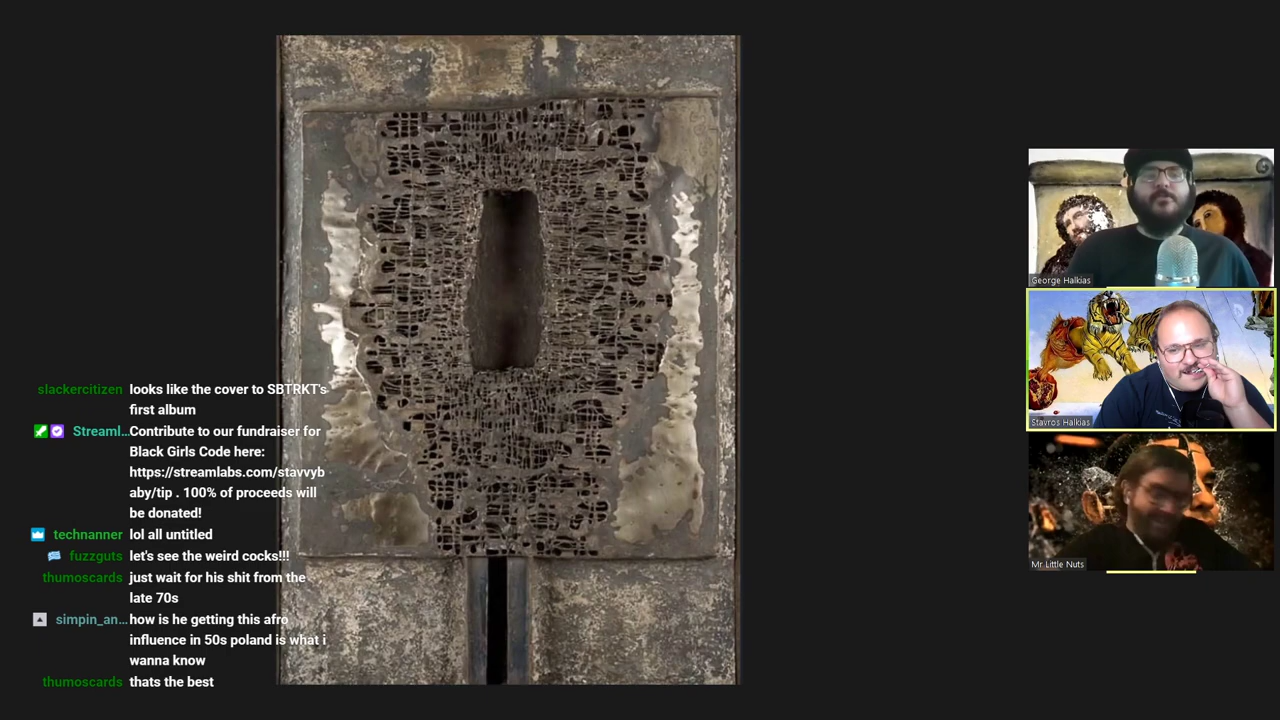 slackercitizen looks like the cover to SBTRKT's
first album
Streaml... Contribute to our fundraiser for
Black Girls Code here:
https://streamlabs.com/stavvyb
aby/tip . 100% of proceeds will
be donated!
technanner lol all untitled
fuzzguts let's see the weird cocks!!!
thumoscards just wait for his shit from the
late 70s
simpin_an... how is he getting this afro
influence in 50s poland is what i
wanna know
thumoscards thats the best
George Halkias
Stavros Halkias
Mr Little Nuts